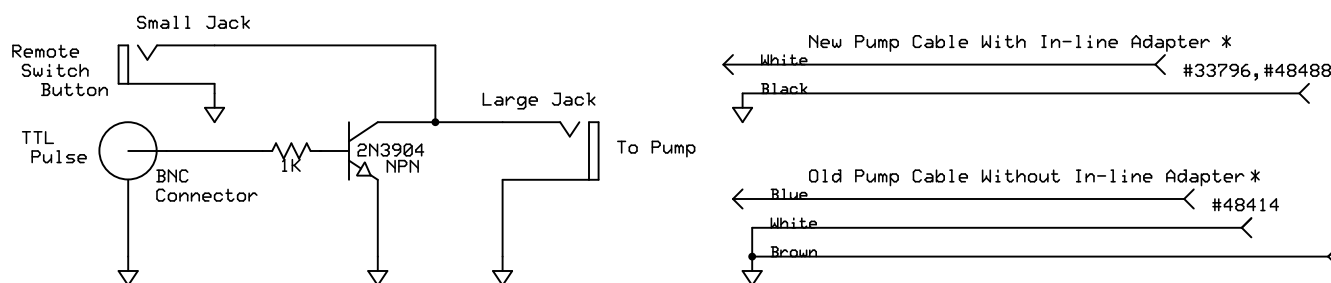 Small Jack
Remote
Switch
Button
Large Jack
TTL
Pulse
BNC
Connector
1K
2N3904
NPN
To Pump
New Pump Cable With In-line Adapter *
White
#33796,#48488
Black
Old Pump Cable Without In-line Adapter *
Blue
#48414
White
Brown